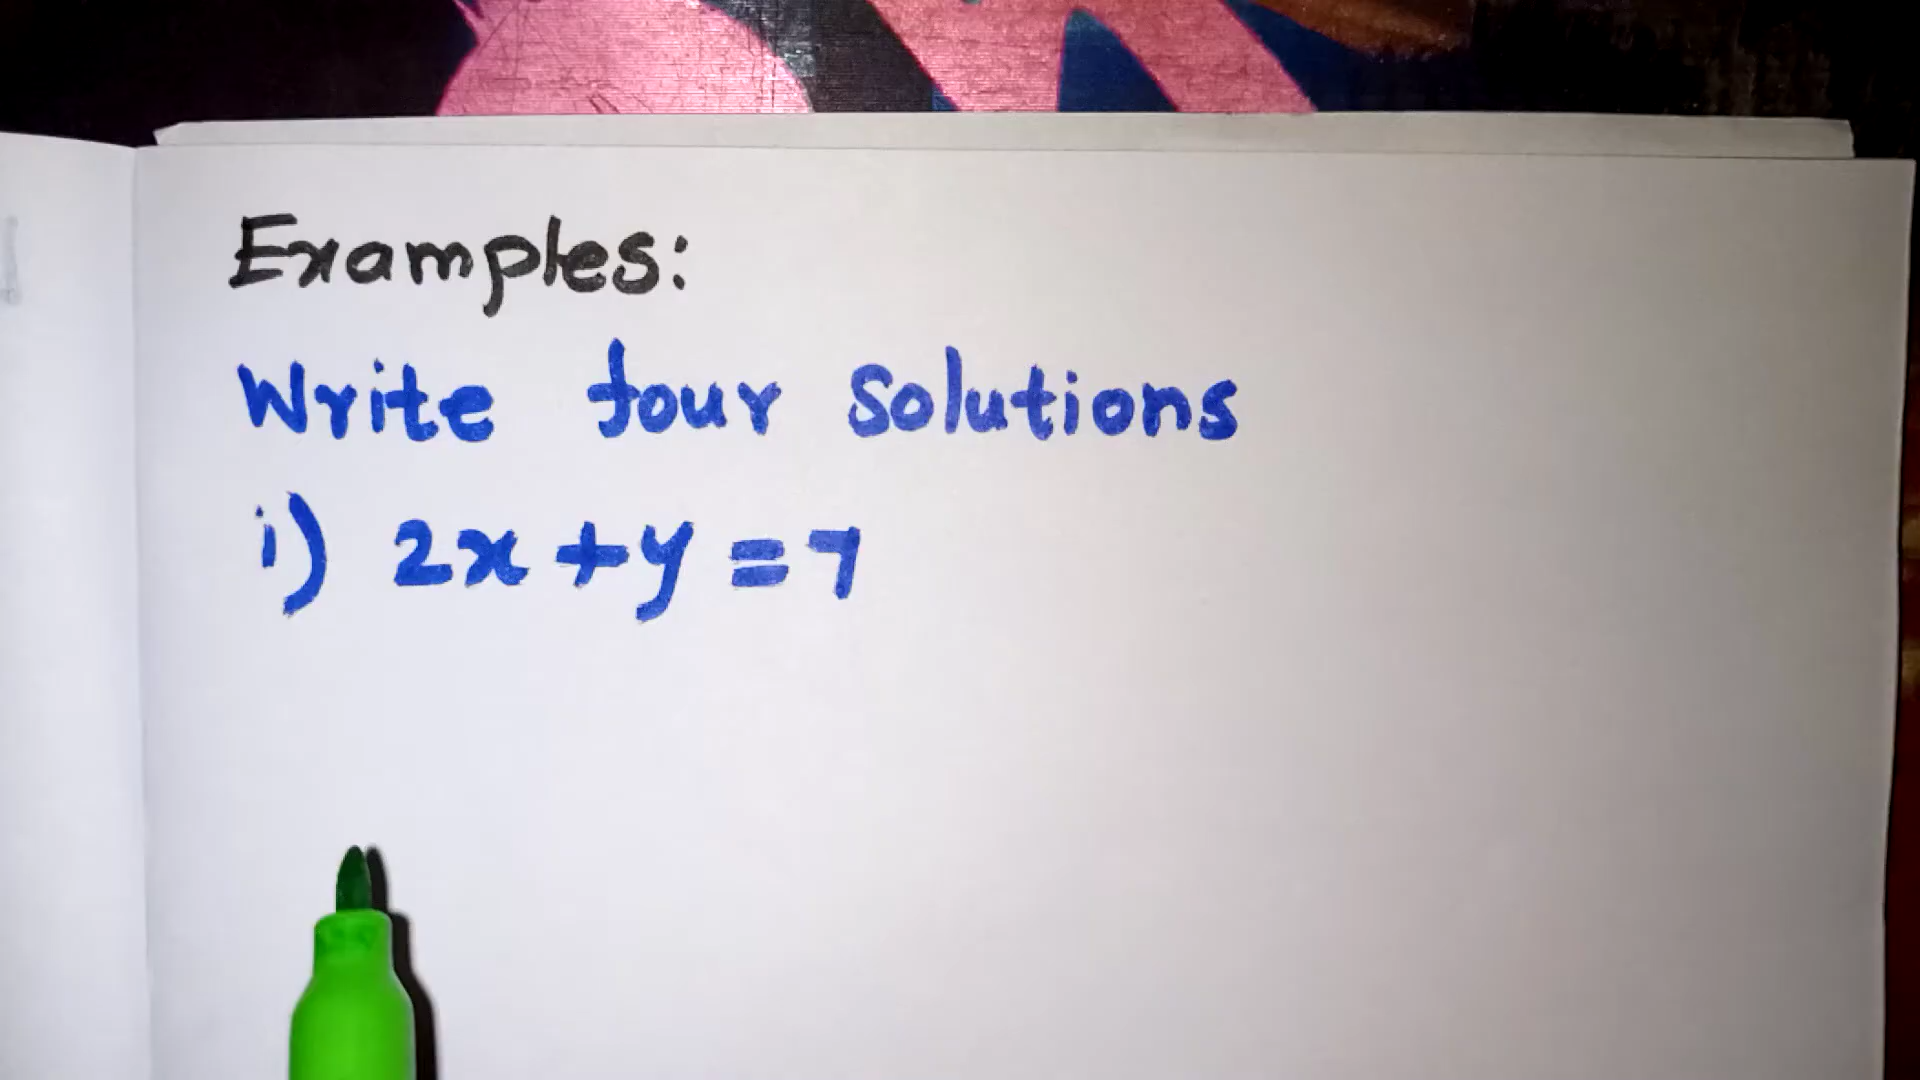 Examples:
Write four Solutions
i) 2x + y = 7